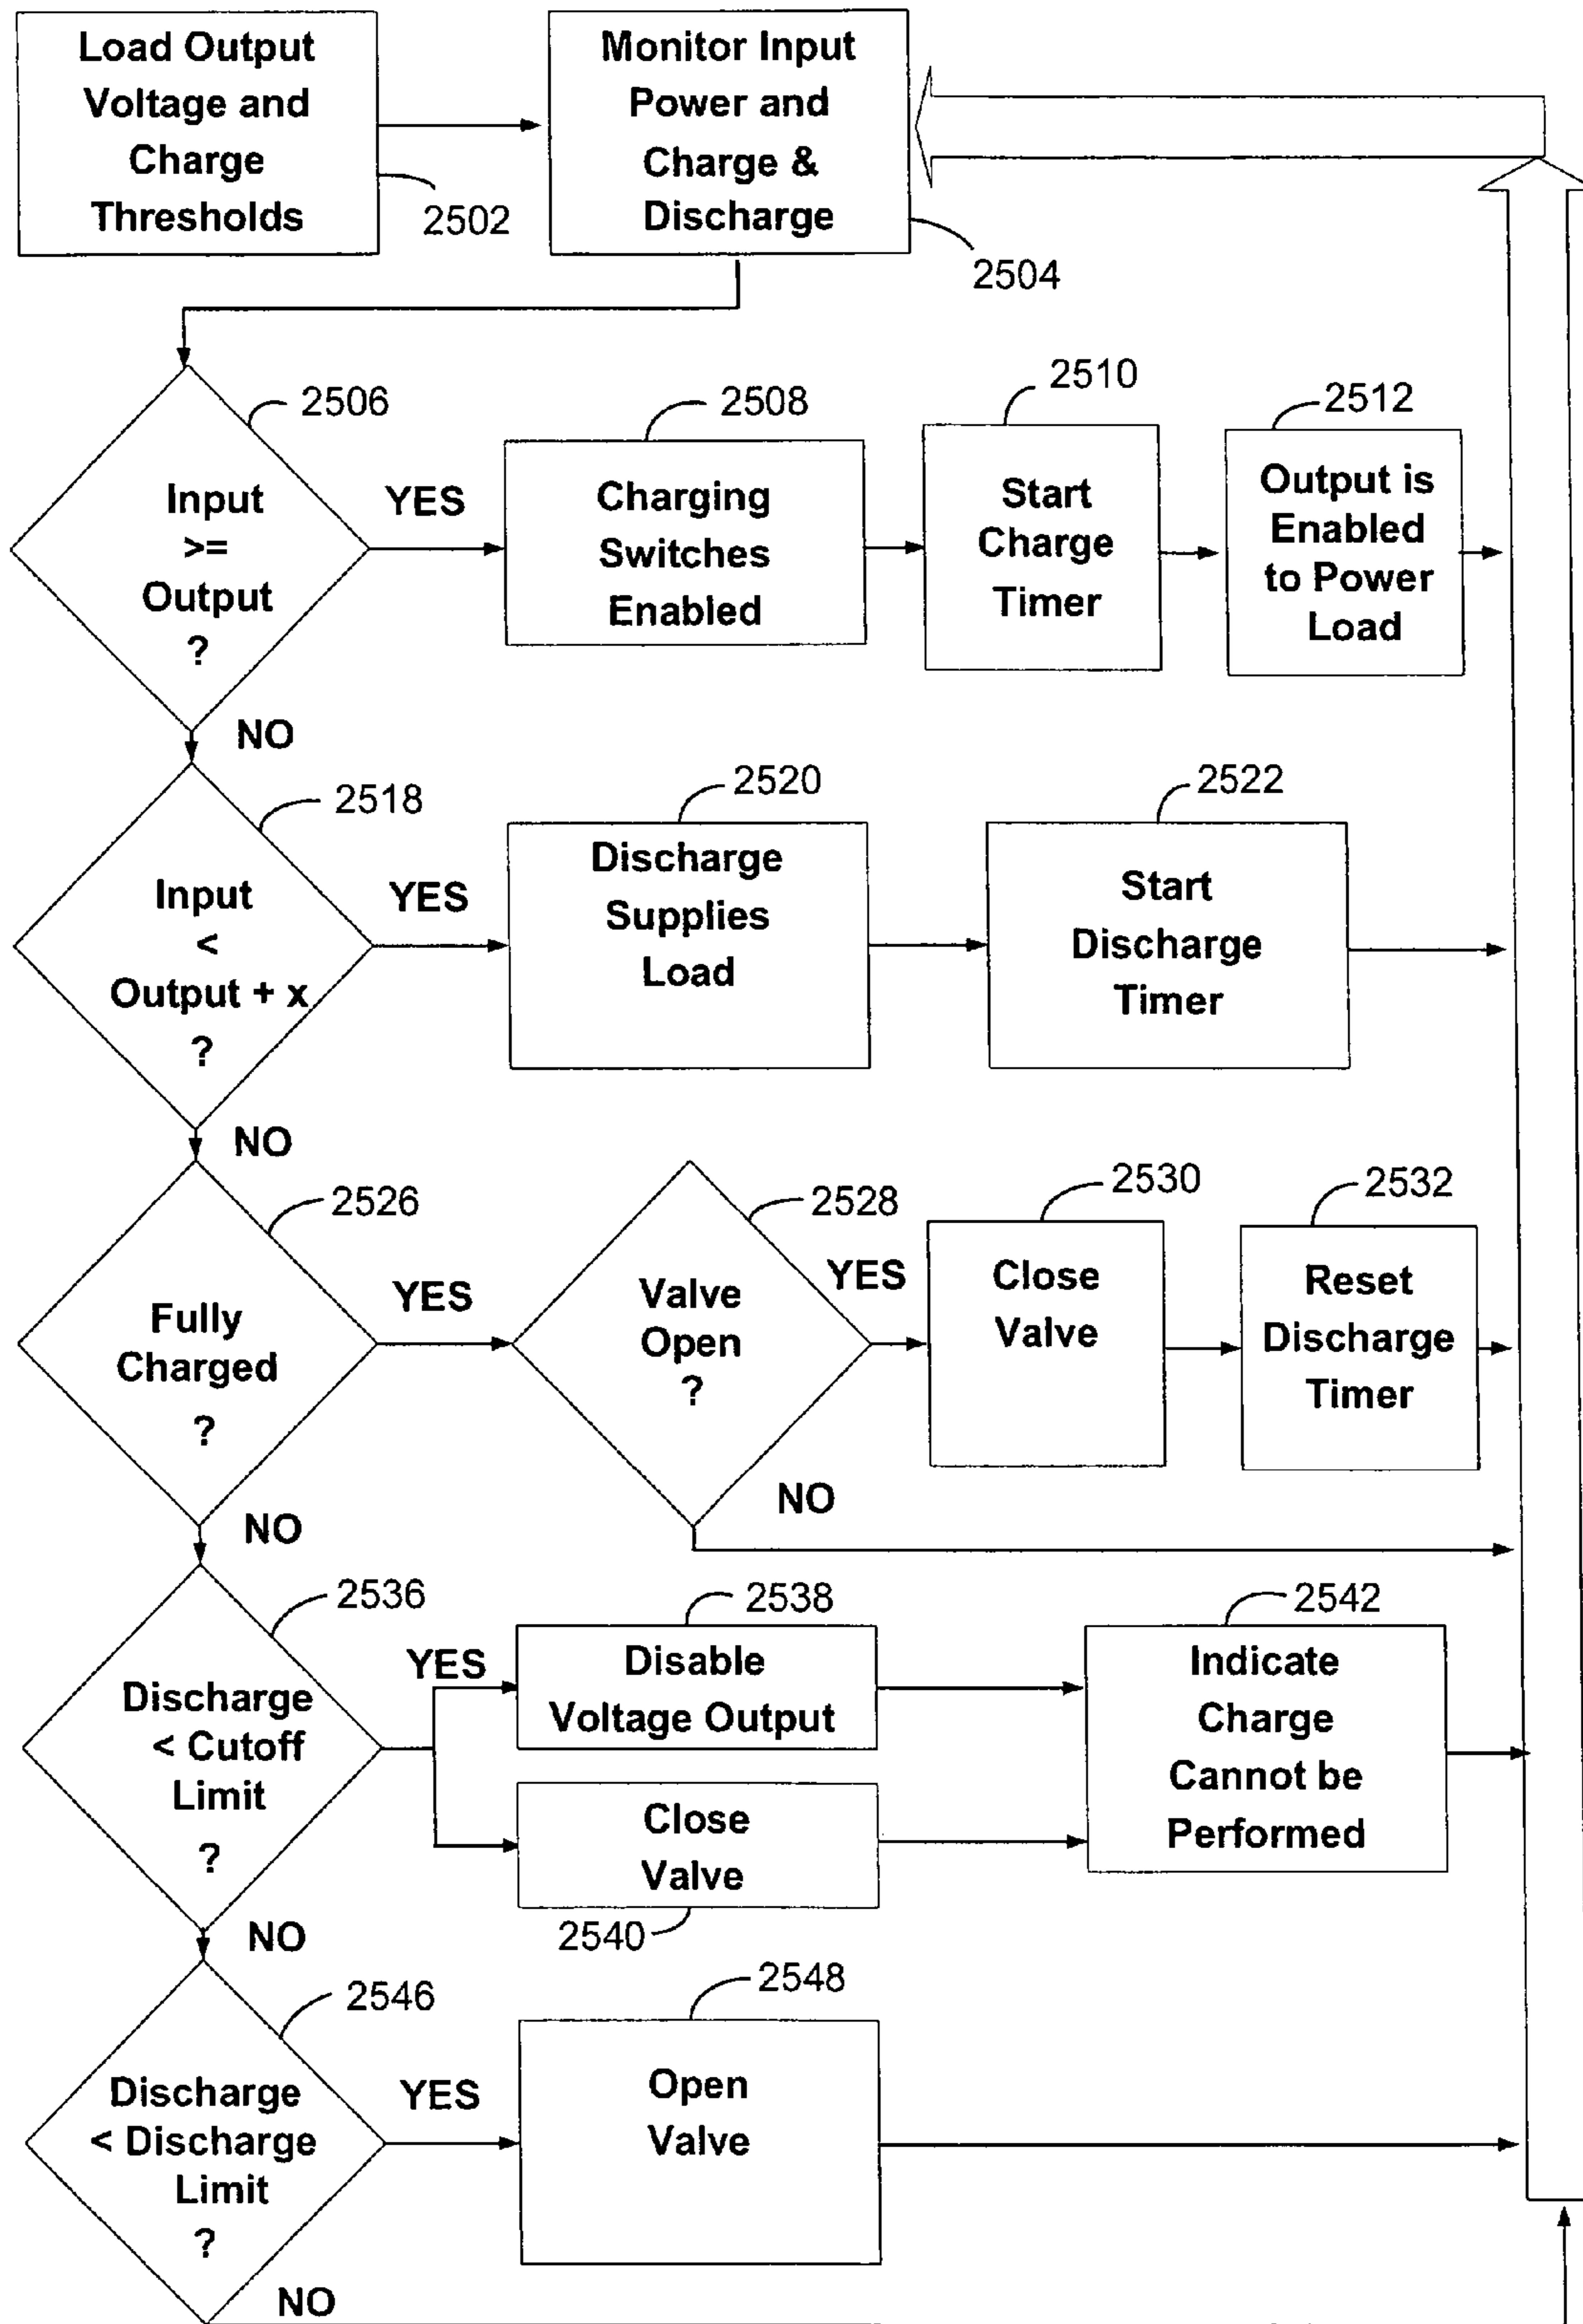 Load Output
Voltage and
Charge
Thresholds
2502
Monitor Input
Power and
Charge &
Discharge
2504
Input
>=
Output
?
2506
YES
NO
Charging
Switches
Enabled
2508
Start
Charge
Timer
2510
Output is
Enabled
to Power
Load
2512
Input
<
Output + x
?
2518
YES
NO
Discharge
Supplies
Load
2520
Start
Discharge
Timer
2522
Fully
Charged
?
2526
YES
NO
Valve
Open
?
2528
YES
NO
Close
Valve
2530
Reset
Discharge
Timer
2532
Discharge
< Cutoff
Limit
?
2536
YES
NO
Disable
Voltage Output
2538
Close
Valve
2540
Indicate
Charge
Cannot be
Performed
2542
Discharge
< Discharge
Limit
?
2546
YES
NO
Open
Valve
2548